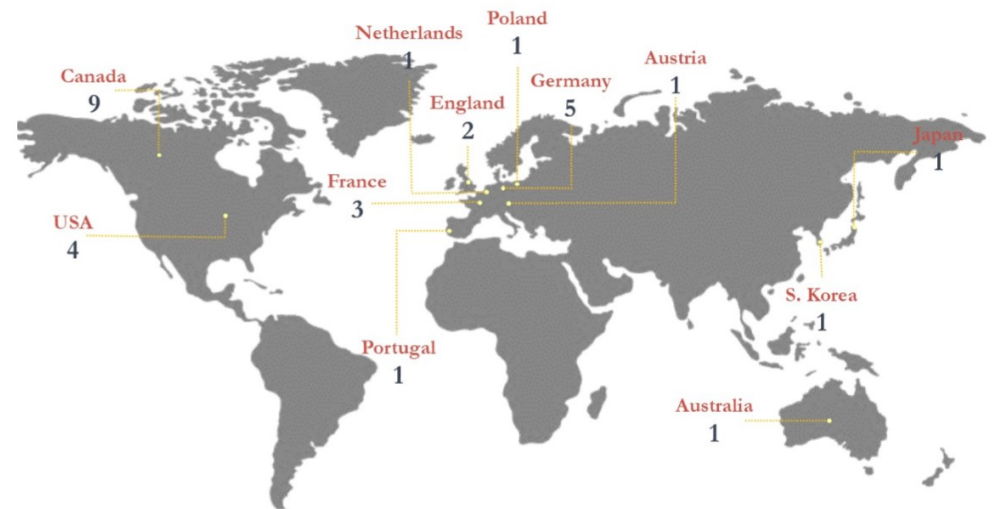 Poland
1
Netherlands
1
Austria
1
Canada
9
Germany
5
England
2
Japan
1
France
3
USA
4
S. Korea
1
Portugal
1
Australia
1